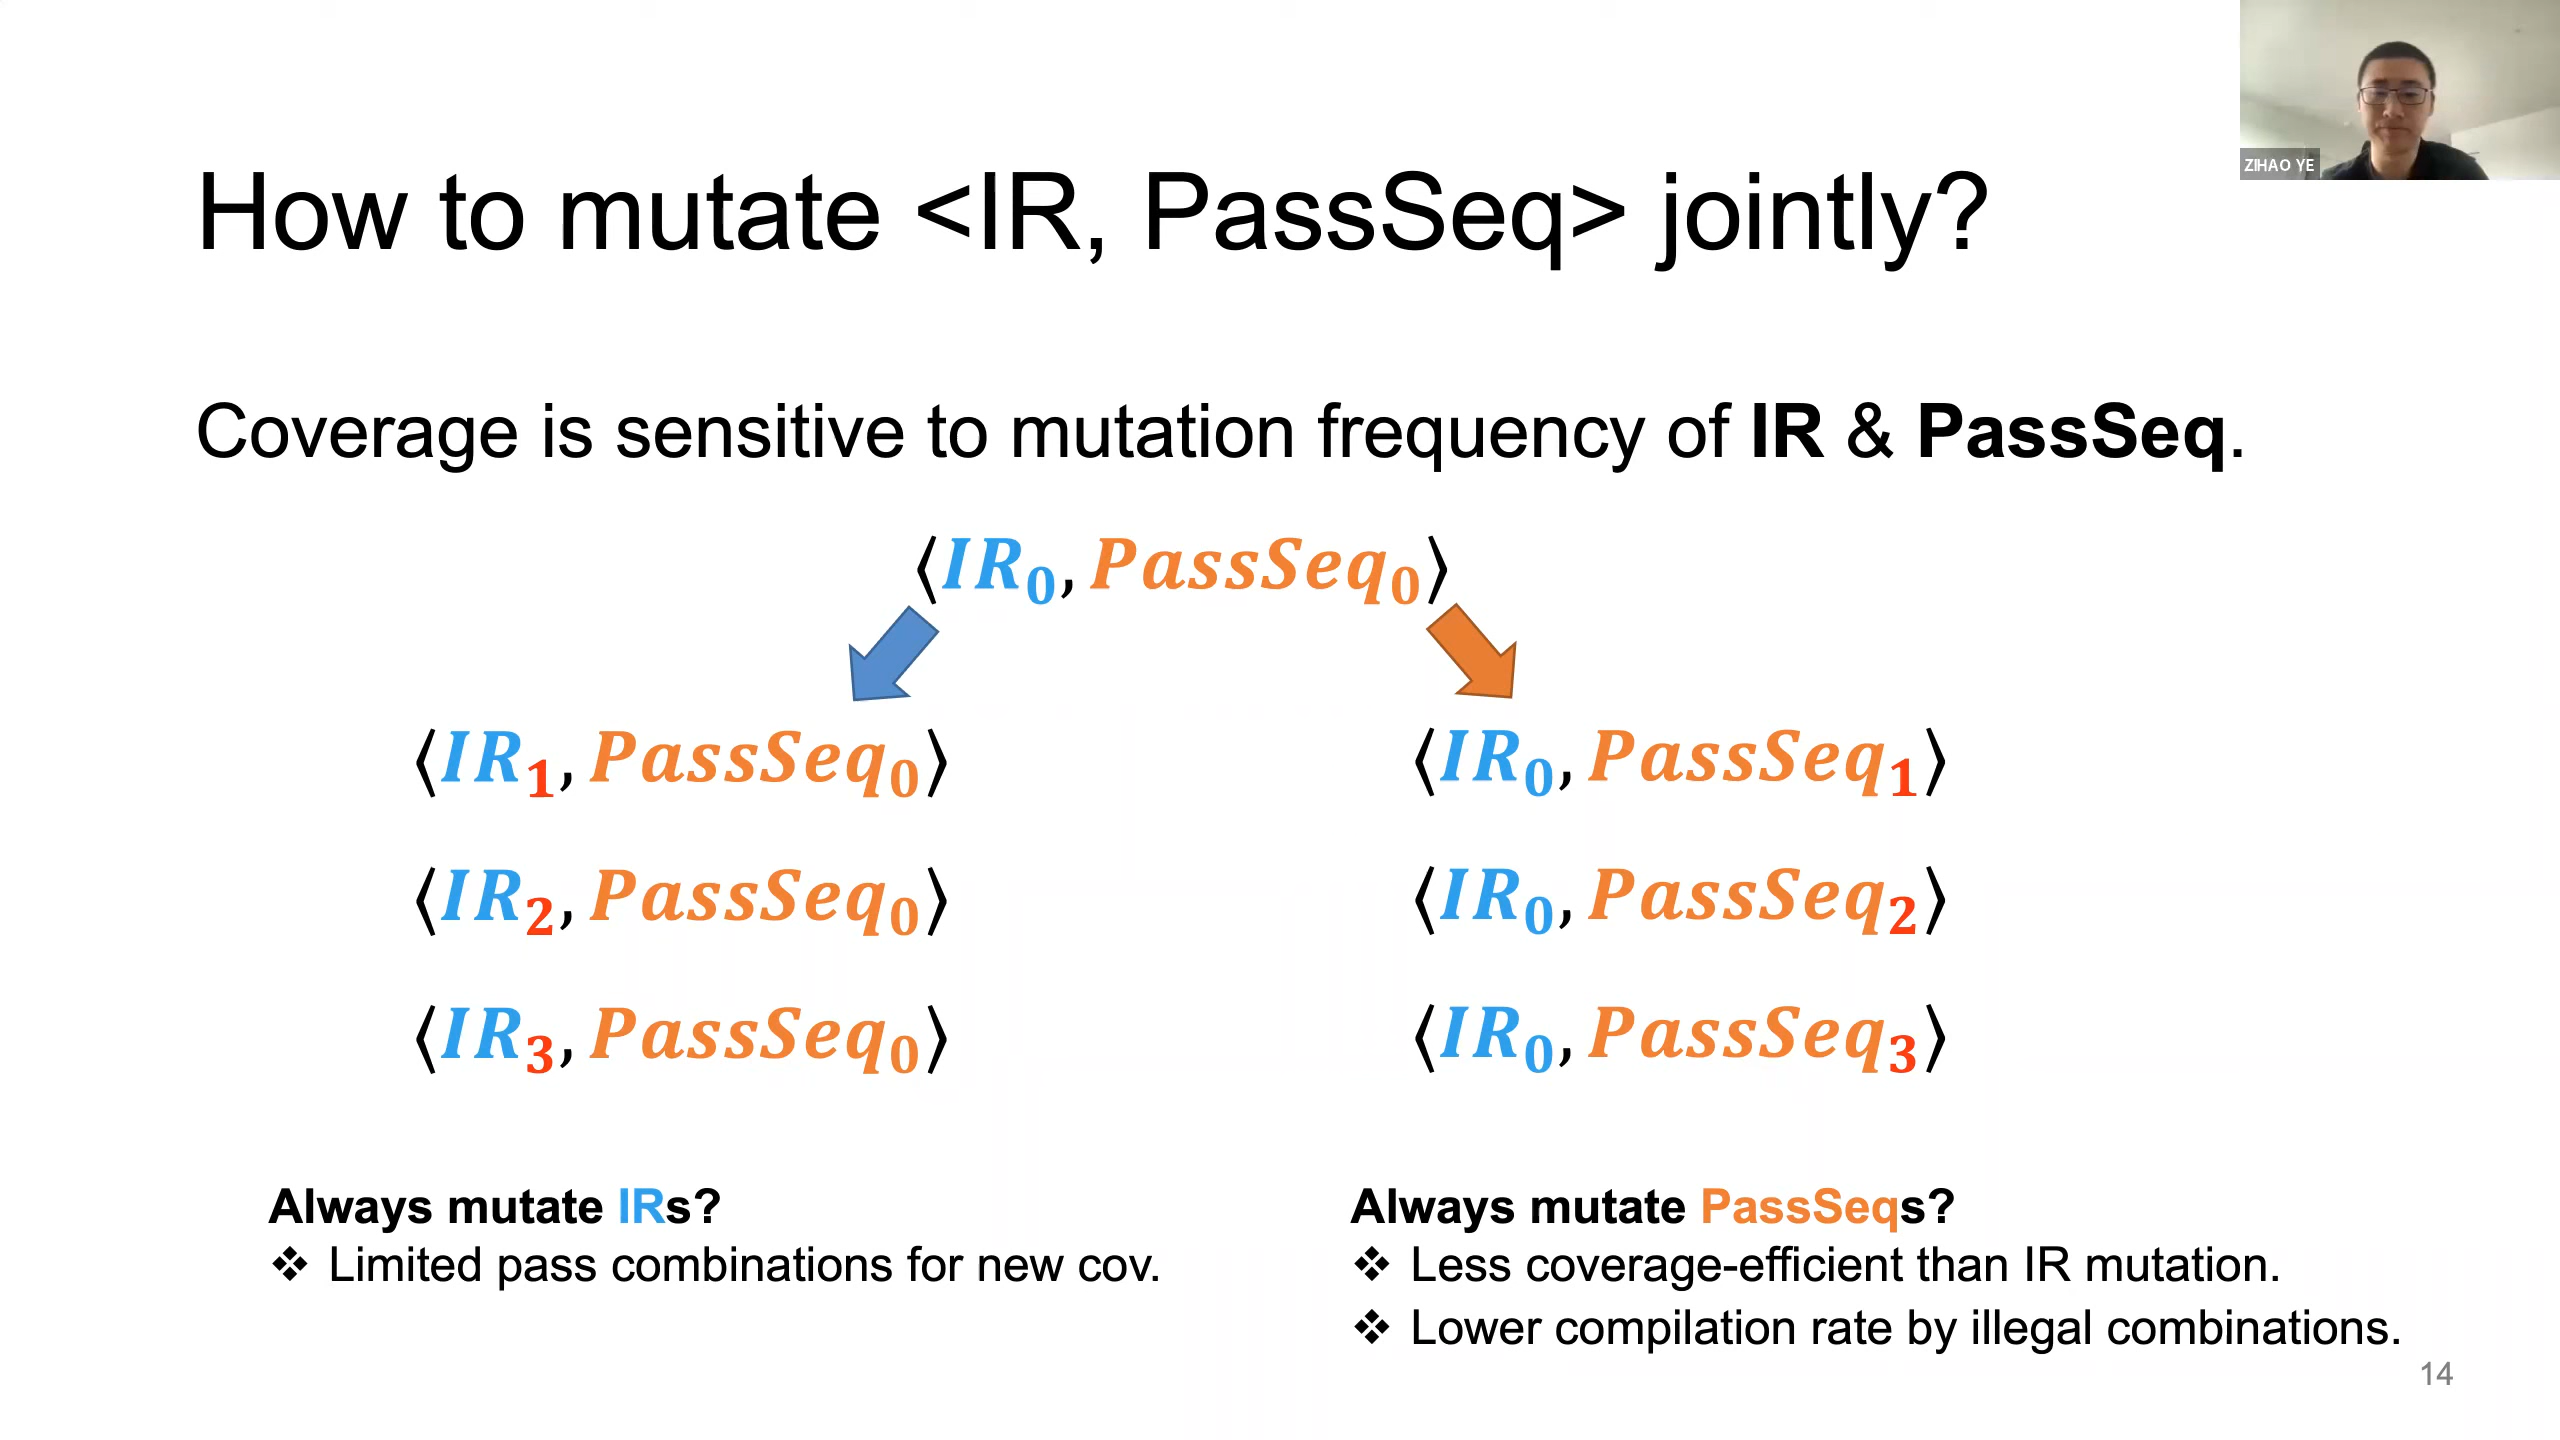 ZIHAO YE
How to mutate <IR, PassSeq> jointly?
Coverage is sensitive to mutation frequency of IR & PassSeq.
⟨IR₀, PassSeq₀⟩
⟨IR₁, PassSeq₀⟩
⟨IR₂, PassSeq₀⟩
⟨IR₃, PassSeq₀⟩
⟨IR₀, PassSeq₁⟩
⟨IR₀, PassSeq₂⟩
⟨IR₀, PassSeq₃⟩
Always mutate IRs?
❖ Limited pass combinations for new cov.
Always mutate PassSeqs?
❖ Less coverage-efficient than IR mutation.
❖ Lower compilation rate by illegal combinations.
14